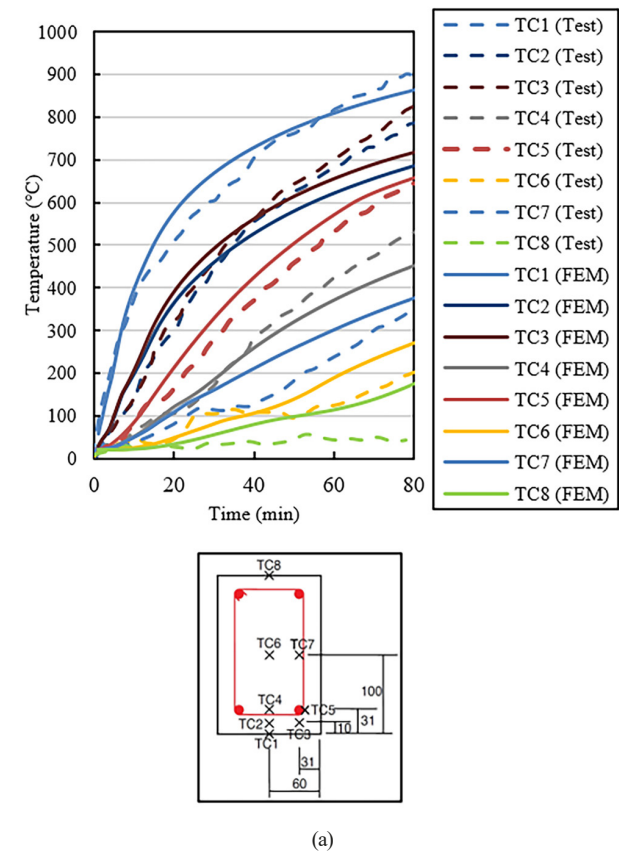 1000
900
800
700
600
500
400
300
200
100
0
Temperature (°C)
0 20 40 60 80
Time (min)
TC1 (Test)
TC2 (Test)
TC3 (Test)
TC4 (Test)
TC5 (Test)
TC6 (Test)
TC7 (Test)
TC8 (Test)
TC1 (FEM)
TC2 (FEM)
TC3 (FEM)
TC4 (FEM)
TC5 (FEM)
TC6 (FEM)
TC7 (FEM)
TC8 (FEM)
TC8
TC6 TC7
100
TC4 TC5
31
TC2 10
TC1 TC3
31
60
(a)